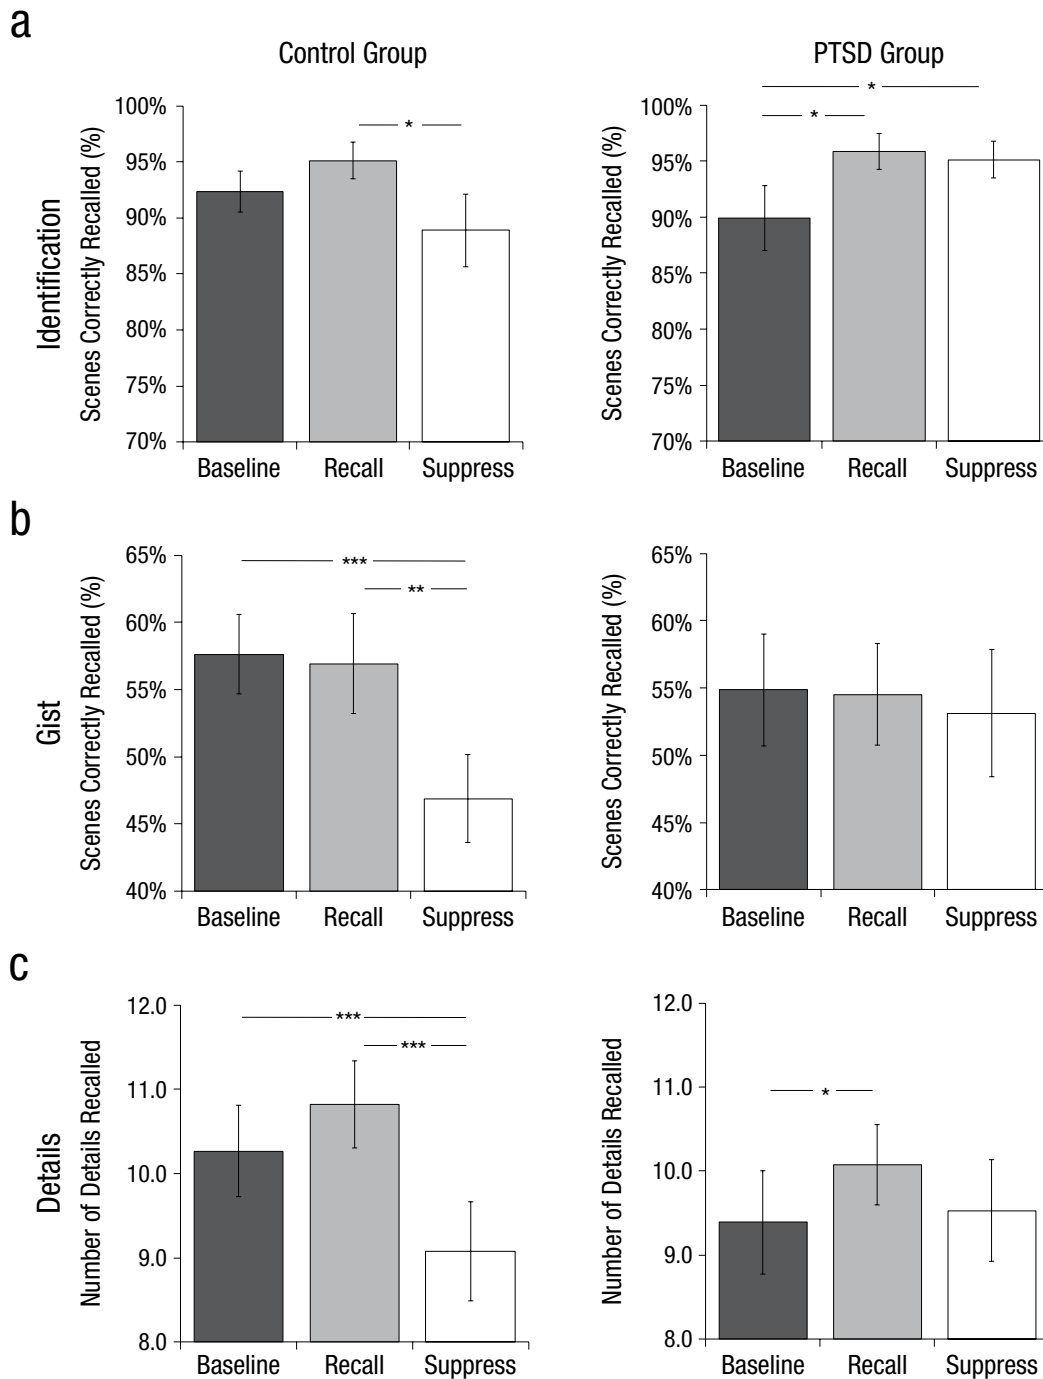 a
Control Group
PTSD Group
Identification
Scenes Correctly Recalled (%)
100%
95%
90%
85%
80%
75%
70%
*
Baseline Recall Suppress
Scenes Correctly Recalled (%)
100%
95%
90%
85%
80%
75%
70%
*
*
Baseline Recall Suppress
b
Gist
Scenes Correctly Recalled (%)
65%
60%
55%
50%
45%
40%
***
**
Baseline Recall Suppress
Scenes Correctly Recalled (%)
65%
60%
55%
50%
45%
40%
Baseline Recall Suppress
c
Details
Number of Details Recalled
12.0
11.0
10.0
9.0
8.0
***
***
Baseline Recall Suppress
Number of Details Recalled
12.0
11.0
10.0
9.0
8.0
*
Baseline Recall Suppress